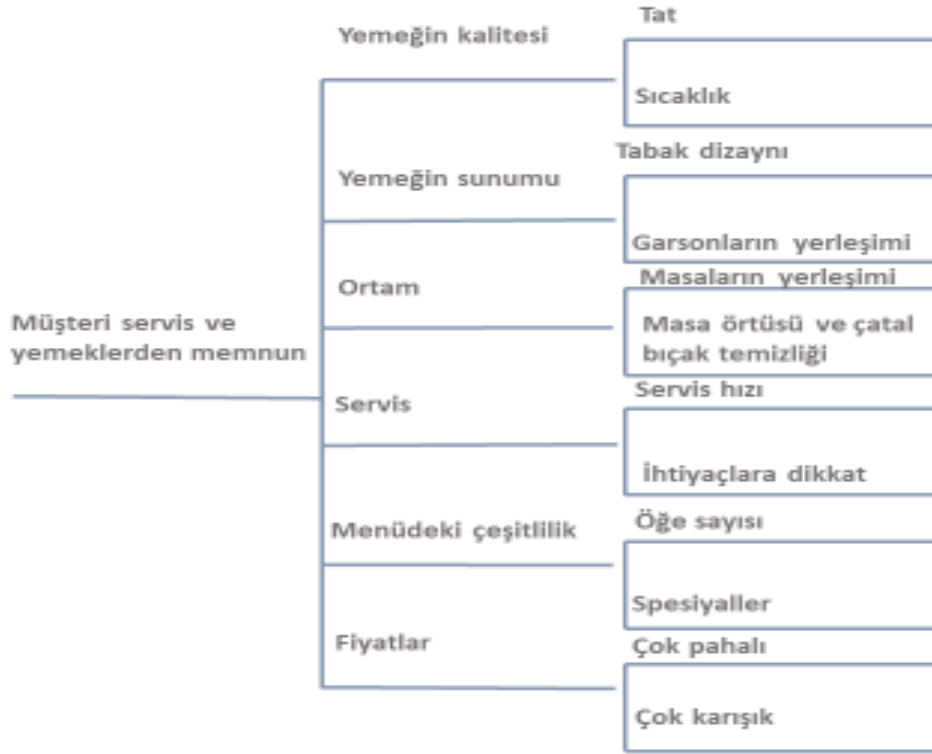 Tat
Yemeğin kalitesi
Sıcaklık
Tabak dizaynı
Yemeğin sunumu
Garsonların yerleşimi
Masaların yerleşimi
Ortam
Müşteri servis ve
yemeklerden memnun
Masa örtüsü ve çatal
bıçak temizliği
Servis hızı
Servis
İhtiyaçlara dikkat
Öğe sayısı
Menüdeki çeşitlilik
Spesiyaller
Fiyatlar
Çok pahalı
Çok karışık